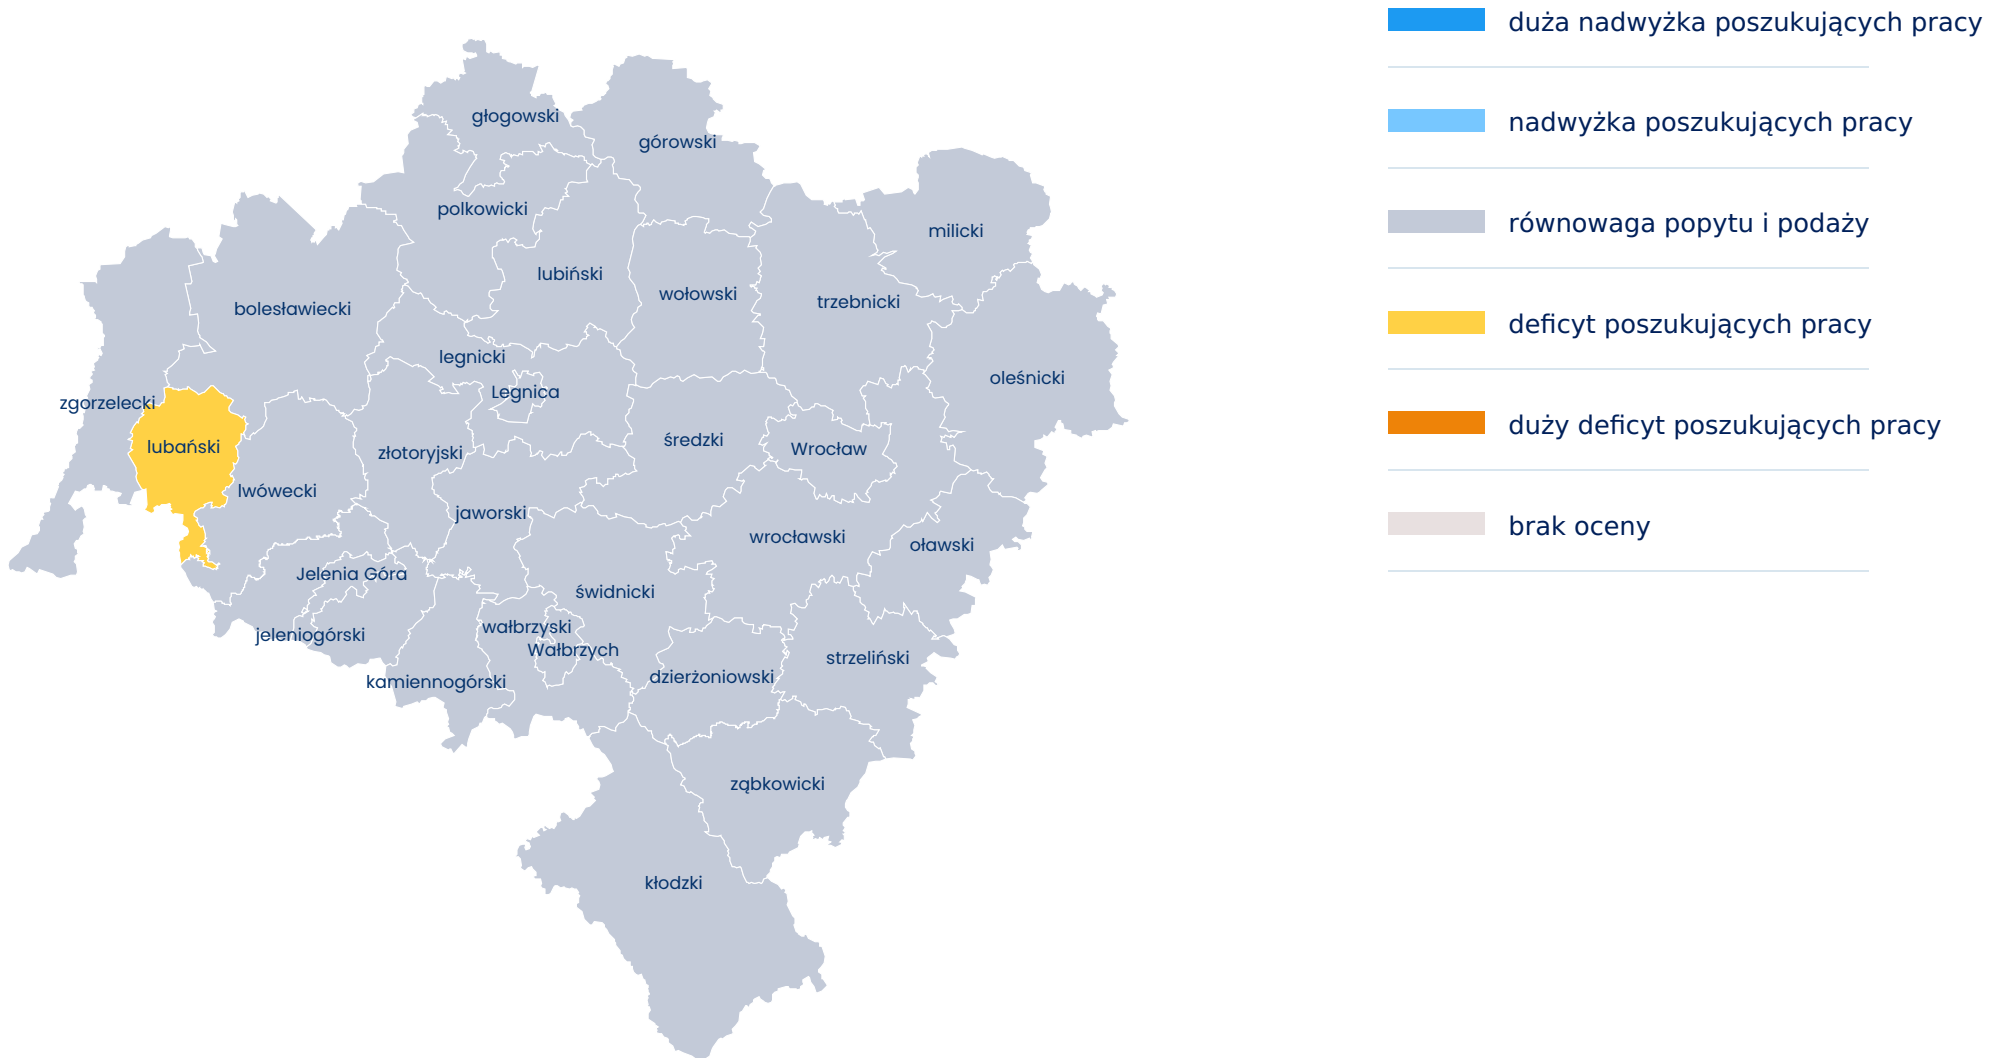 duża nadwyżka poszukujących pracy
nadwyżka poszukujących pracy
równowaga popytu i podaży
deficyt poszukujących pracy
duży deficyt poszukujących pracy
brak oceny
głogowski
górowski
polkowicki
milicki
lubiński
wołowski
trzebnicki
bolesławiecki
legnicki
oleśnicki
Legnica
zgorzelecki
lubański
średzki
Wrocław
złotoryjski
lwówecki
jaworski
wrocławski
oławski
Jelenia Góra
świdnicki
wałbrzyski
jeleniogórski
Wałbrzych
strzeliński
dzierżoniowski
kamiennogórski
ząbkowicki
kłodzki